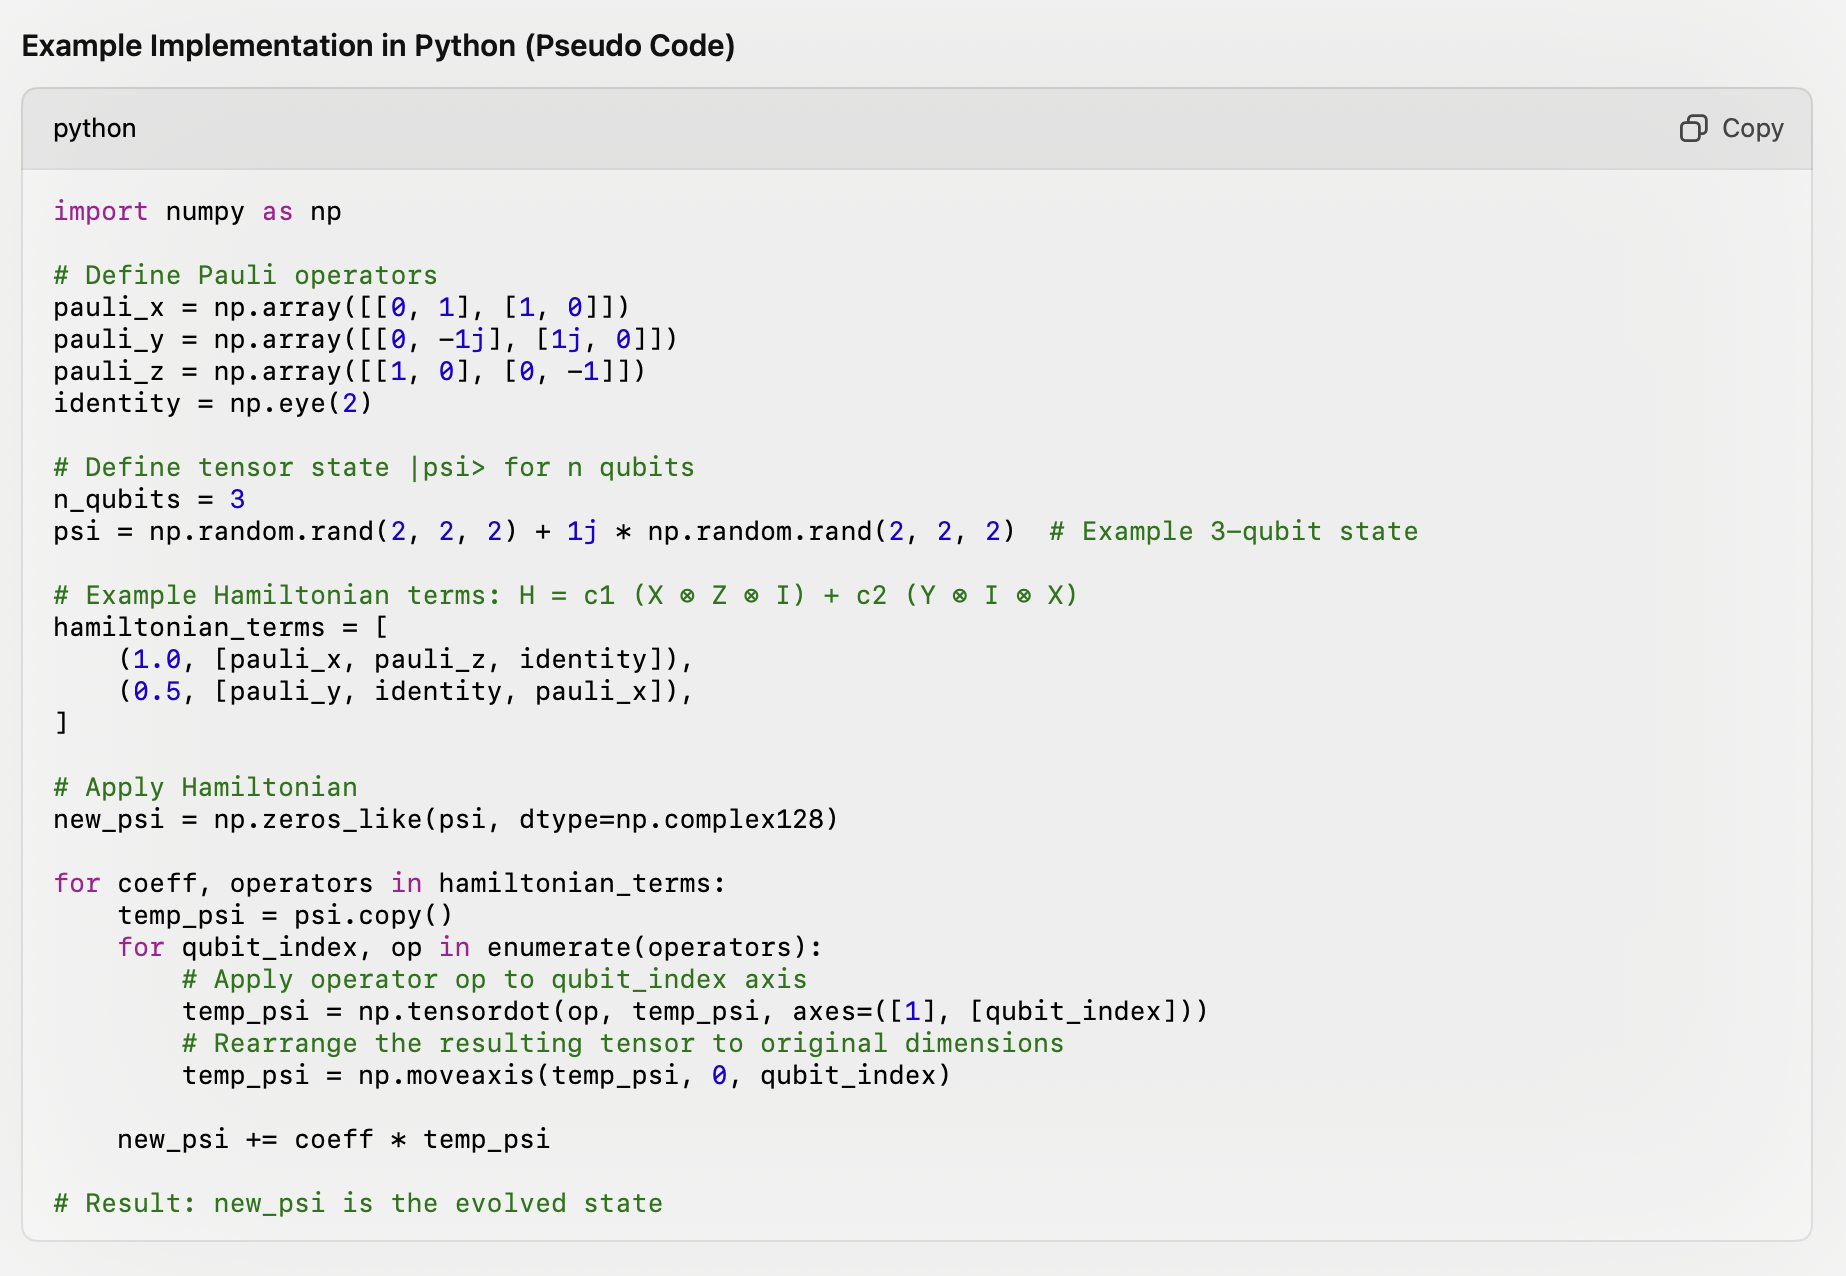 Example Implementation in Python (Pseudo Code)
python
Copy
import numpy as np
# Define Pauli operators
pauli_x = np.array([[0, 1], [1, 0]])
pauli_y = np.array([[0, -1j], [1j, 0]])
pauli_z = np.array([[1, 0], [0, -1]])
identity = np.eye(2)
# Define tensor state |psi> for n qubits
n_qubits = 3
psi = np.random.rand(2, 2, 2) + 1j * np.random.rand(2, 2, 2)  # Example 3-qubit state
# Example Hamiltonian terms: H = c1 (X ⊗ Z ⊗ I) + c2 (Y ⊗ I ⊗ X)
hamiltonian_terms = [
    (1.0, [pauli_x, pauli_z, identity]),
    (0.5, [pauli_y, identity, pauli_x]),
]
# Apply Hamiltonian
new_psi = np.zeros_like(psi, dtype=np.complex128)
for coeff, operators in hamiltonian_terms:
    temp_psi = psi.copy()
    for qubit_index, op in enumerate(operators):
        # Apply operator op to qubit_index axis
        temp_psi = np.tensordot(op, temp_psi, axes=([1], [qubit_index]))
        # Rearrange the resulting tensor to original dimensions
        temp_psi = np.moveaxis(temp_psi, 0, qubit_index)
    new_psi += coeff * temp_psi
# Result: new_psi is the evolved state